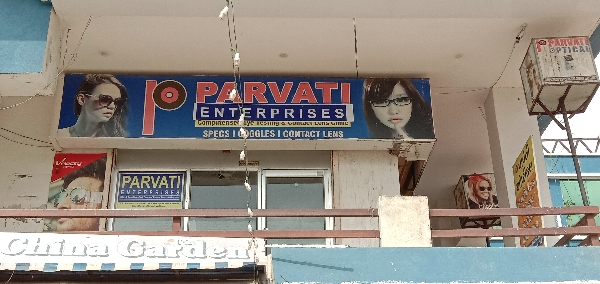 PARVATI
ENTERPRISES
Computerised Eye Testing & Contact Lens Clinic
SPECS I GOGGLES I CONTACT LENS
PARVATI
OPTICAL
PARVATI
ENTERPRISES
China Garden